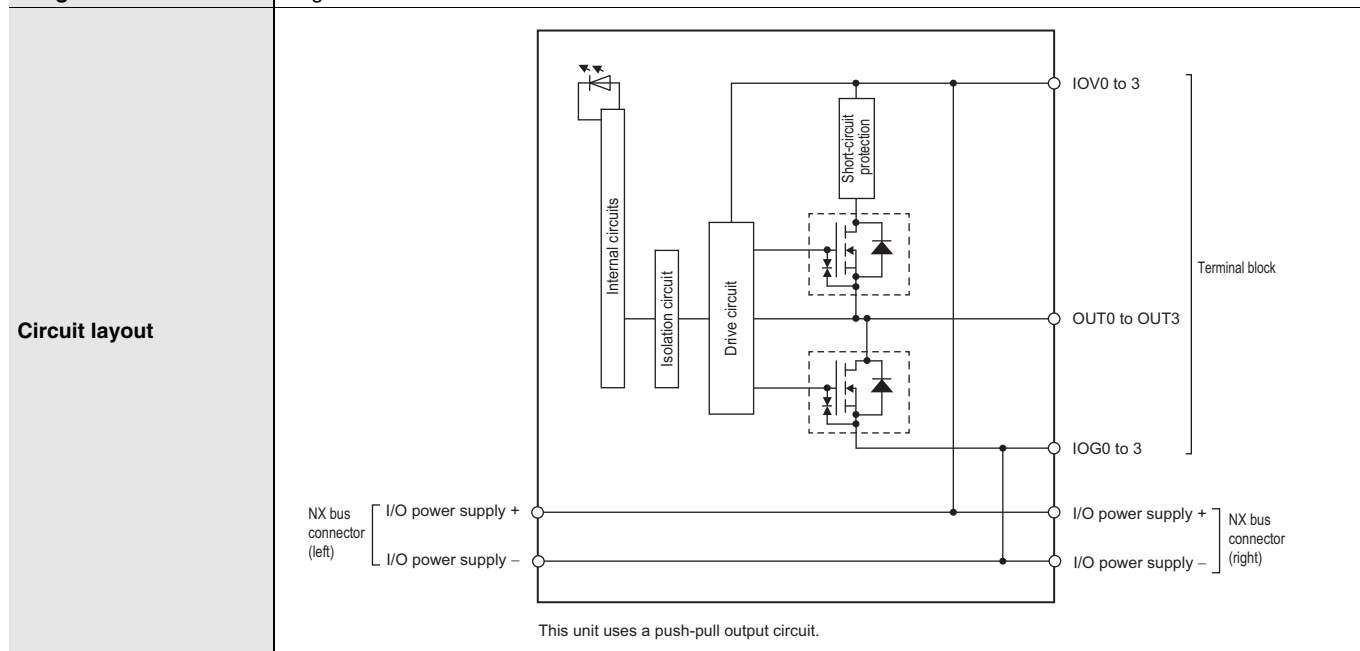 Circuit layout
IOV0 to 3
Short-circuit
protection
Internal circuits
Isolation circuit
Drive circuit
Terminal block
OUT0 to OUT3
IOG0 to 3
NX bus
connector
(left)
I/O power supply +
I/O power supply −
I/O power supply +
I/O power supply −
NX bus
connector
(right)
This unit uses a push-pull output circuit.